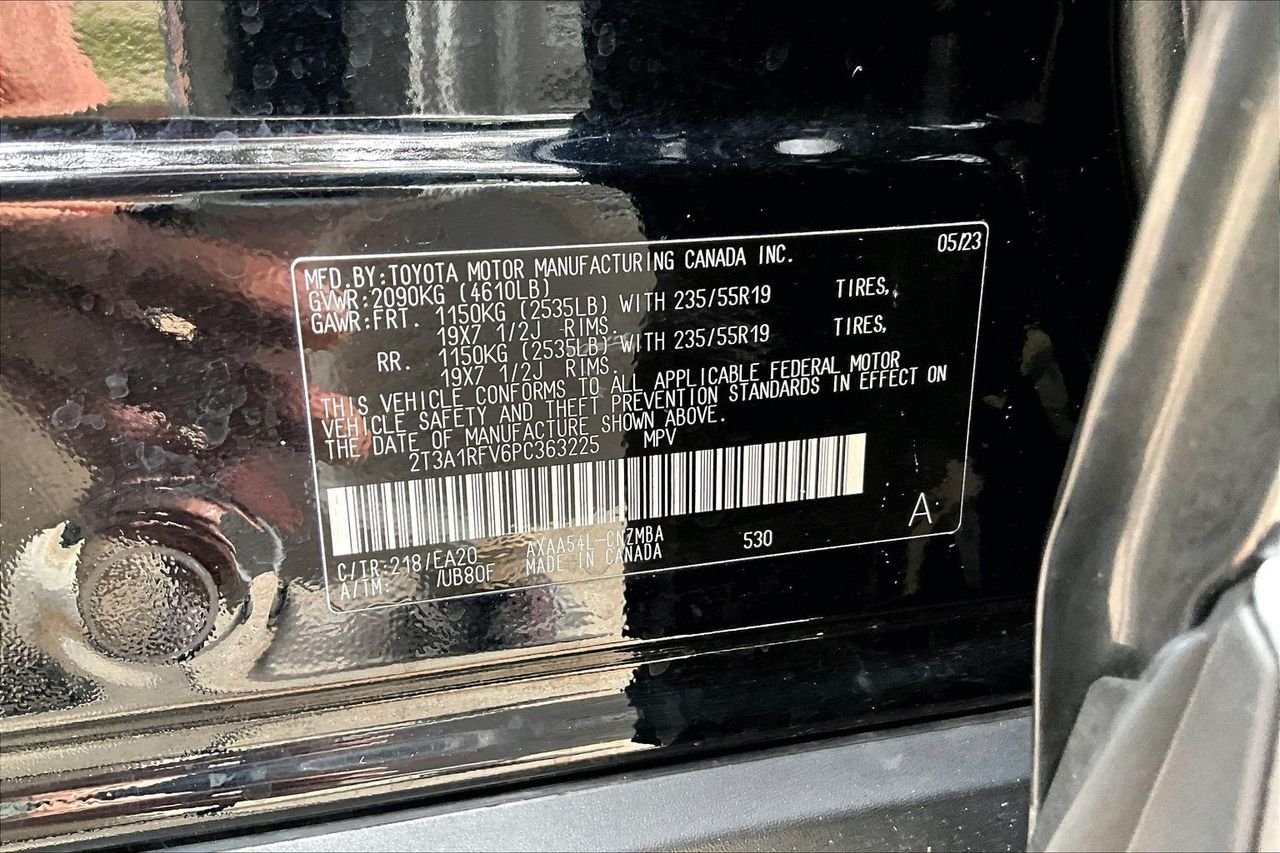 MFD.BY:TOYOTA MOTOR MANUFACTURING CANADA INC. 05/23
GVWR:2090KG (4610LB)
GAWR:FRT. 1150KG (2535LB) WITH 235/55R19 TIRES,
19X7 1/2J RIMS.
RR. 1150KG (2535LB) WITH 235/55R19 TIRES,
19X7 1/2J RIMS.
THIS VEHICLE CONFORMS TO ALL APPLICABLE FEDERAL MOTOR
VEHICLE SAFETY AND THEFT PREVENTION STANDARDS IN EFFECT ON
THE DATE OF MANUFACTURE SHOWN ABOVE.
2T3A1RFV6PC363225 MPV
A
C/TR:218/EA20 AXAA54L-CNZMBA 530
A/TM: /UB80F MADE IN CANADA